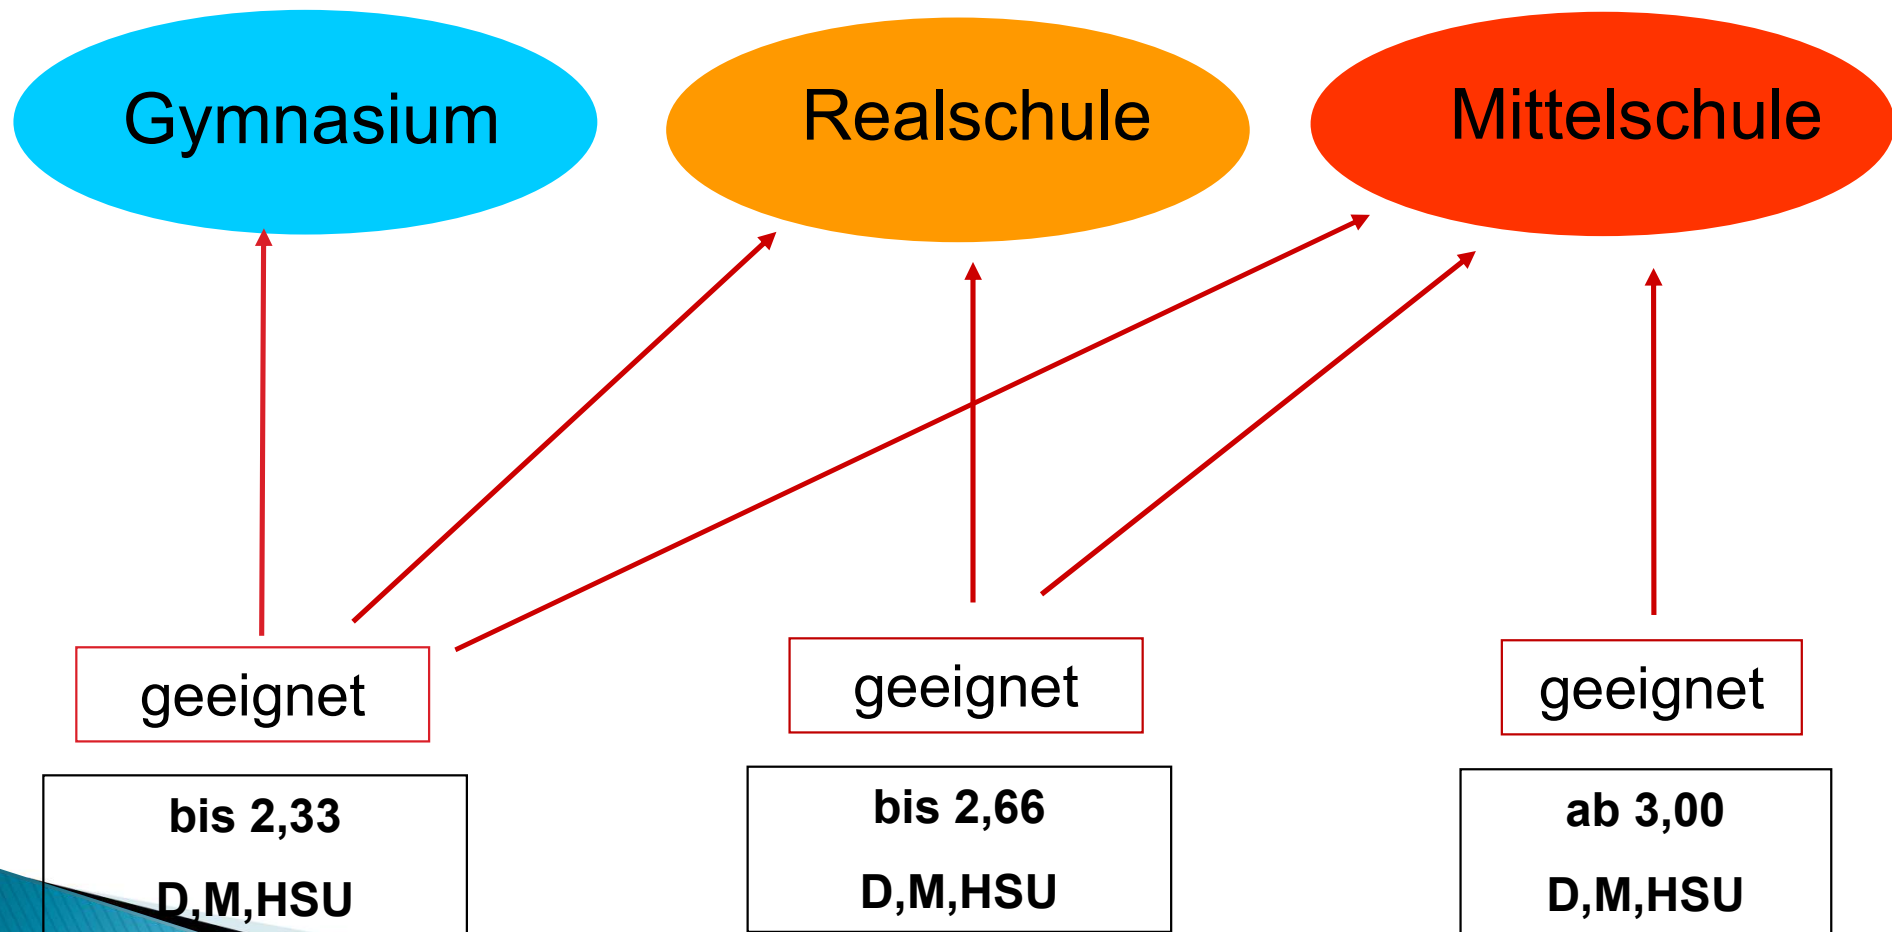 Gymnasium
Realschule
Mittelschule
geeignet
geeignet
geeignet
bis 2,33
D,M,HSU
bis 2,66
D,M,HSU
ab 3,00
D,M,HSU